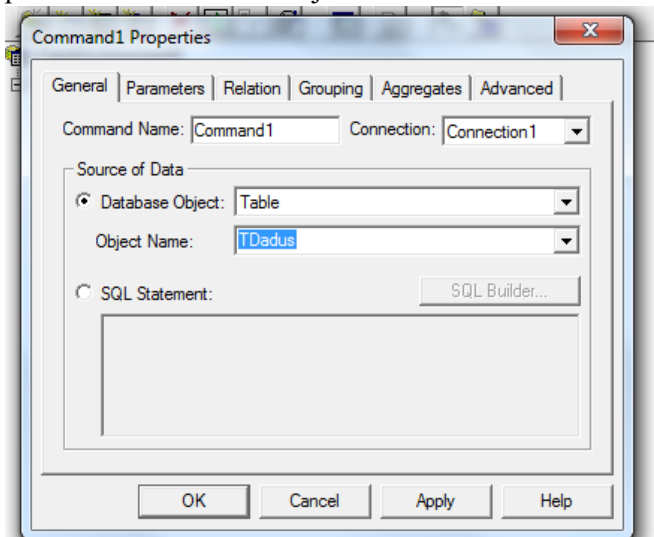 Command1 Properties
General Parameters Relation Grouping Aggregates Advanced
Command Name: Command1 Connection: Connection1
Source of Data
Database Object: Table
Object Name: TDadus
SQL Statement: SQL Builder...
OK Cancel Apply Help